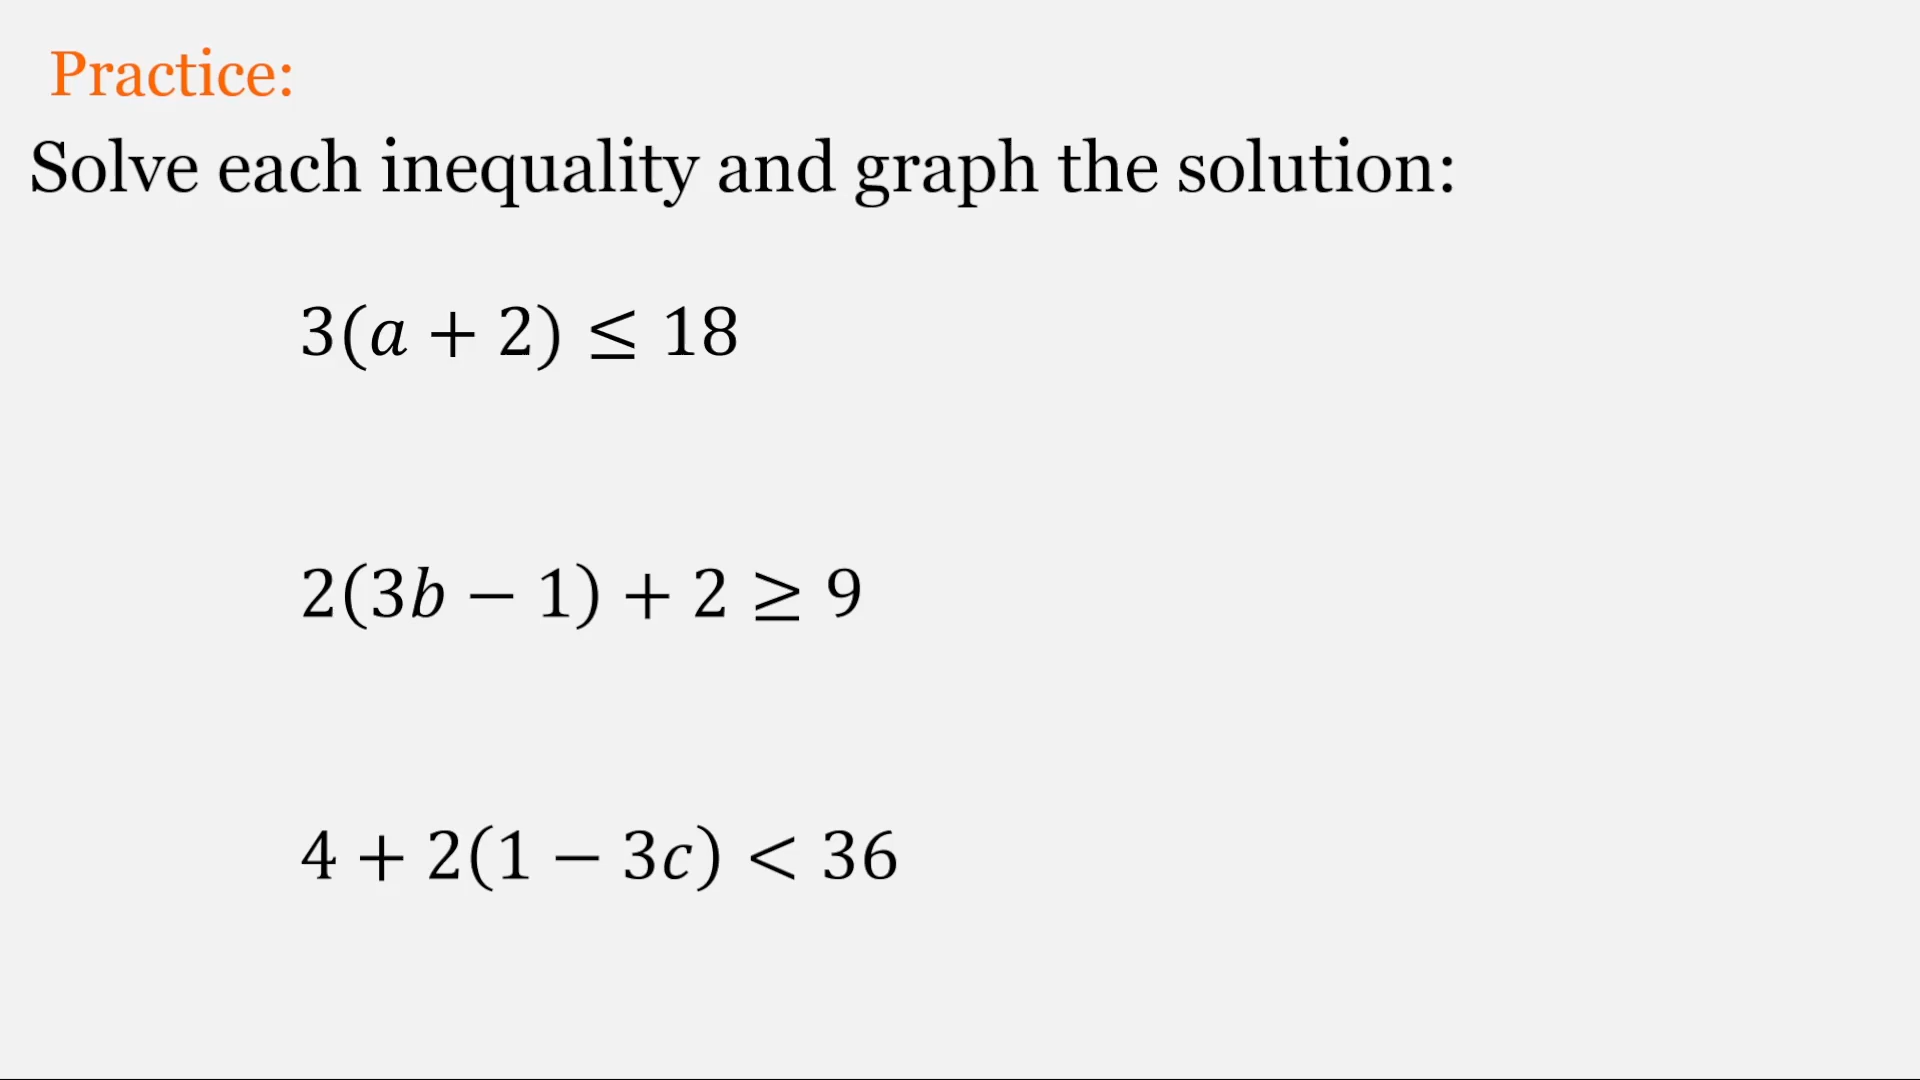 Practice:
Solve each inequality and graph the solution:
3(a + 2) ≤ 18
2(3b − 1) + 2 ≥ 9
4 + 2(1 − 3c) < 36